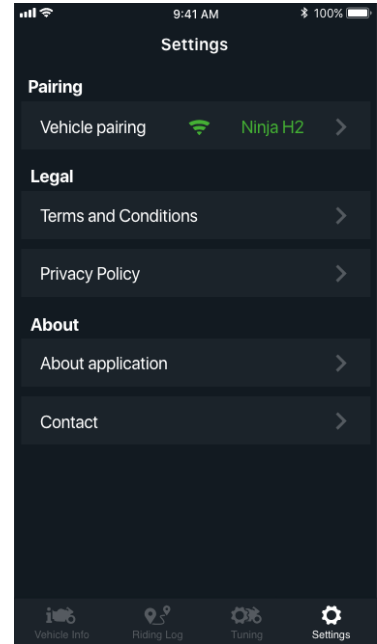 9:41 AM 100%
Settings
Pairing
Vehicle pairing Ninja H2
Legal
Terms and Conditions
Privacy Policy
About
About application
Contact
Vehicle Info Riding Log Tuning Settings